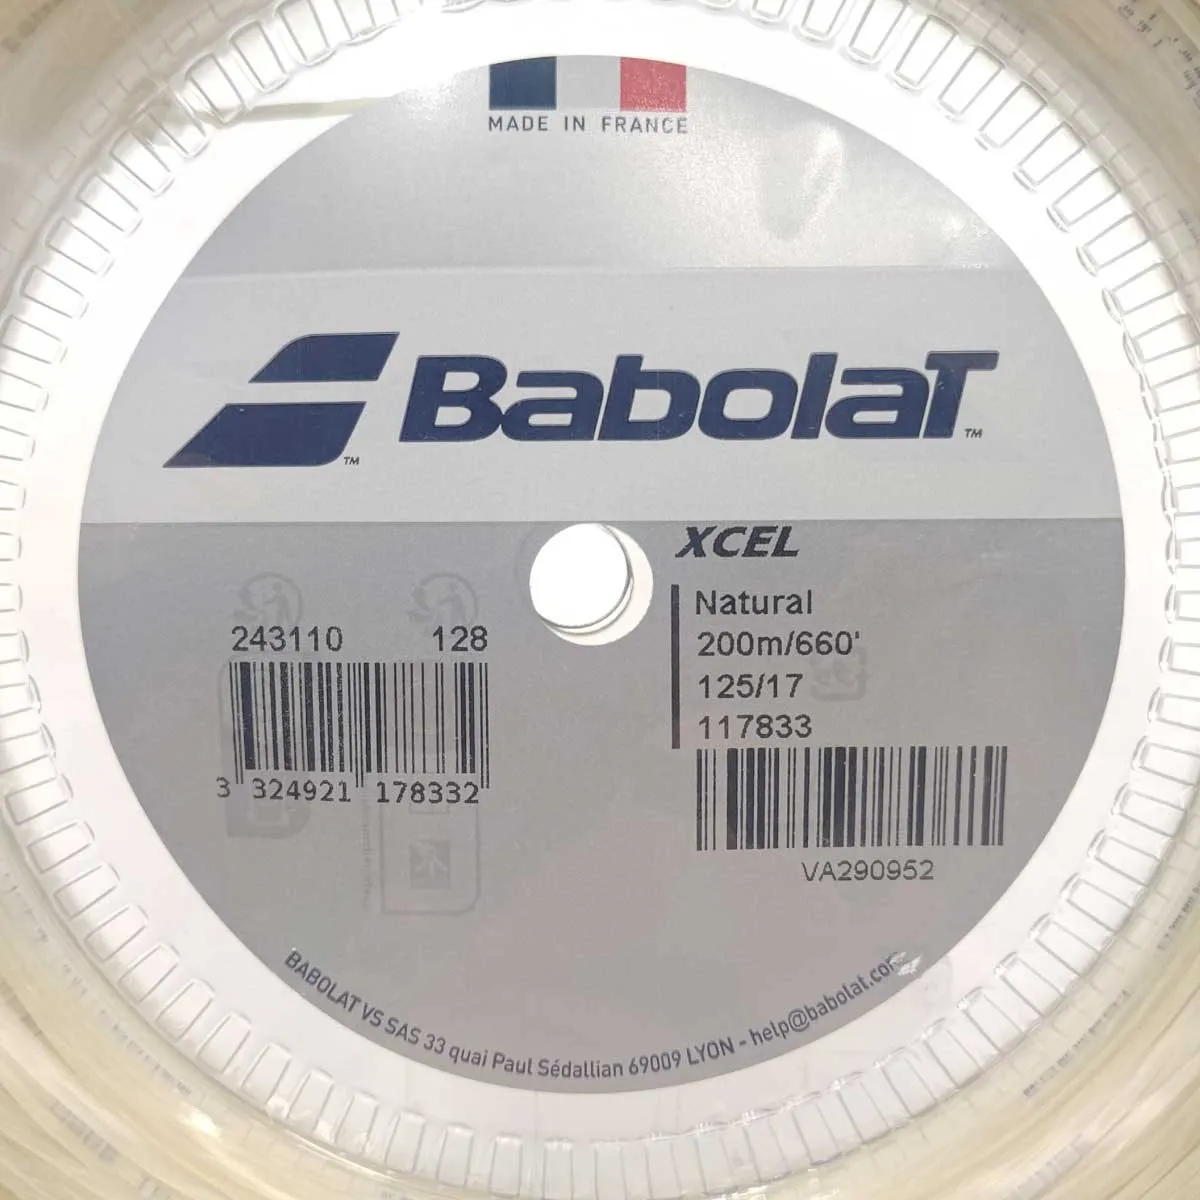 MADE IN FRANCE
BabolaT™
™
XCEL
Natural
200m/660'
125/17
117833
VA290952
243110 128
3 324921 178332
BABOLAT VS SAS 33 quai Paul Sédallian 69009 LYON - help@babolat.com